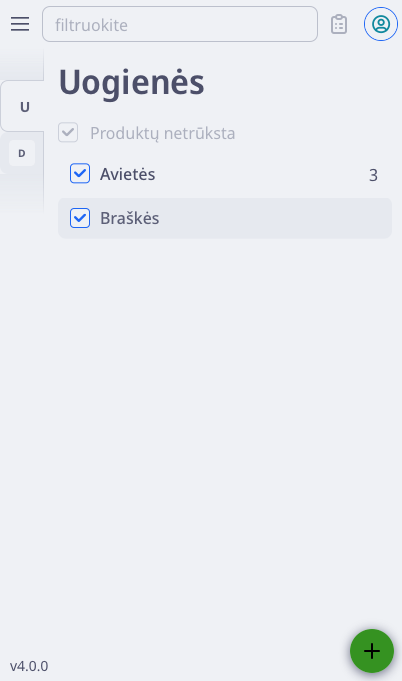 filtruokite
Uogienės
U
Produktų netrūksta
D
Avietės 3
Braškės
v4.0.0